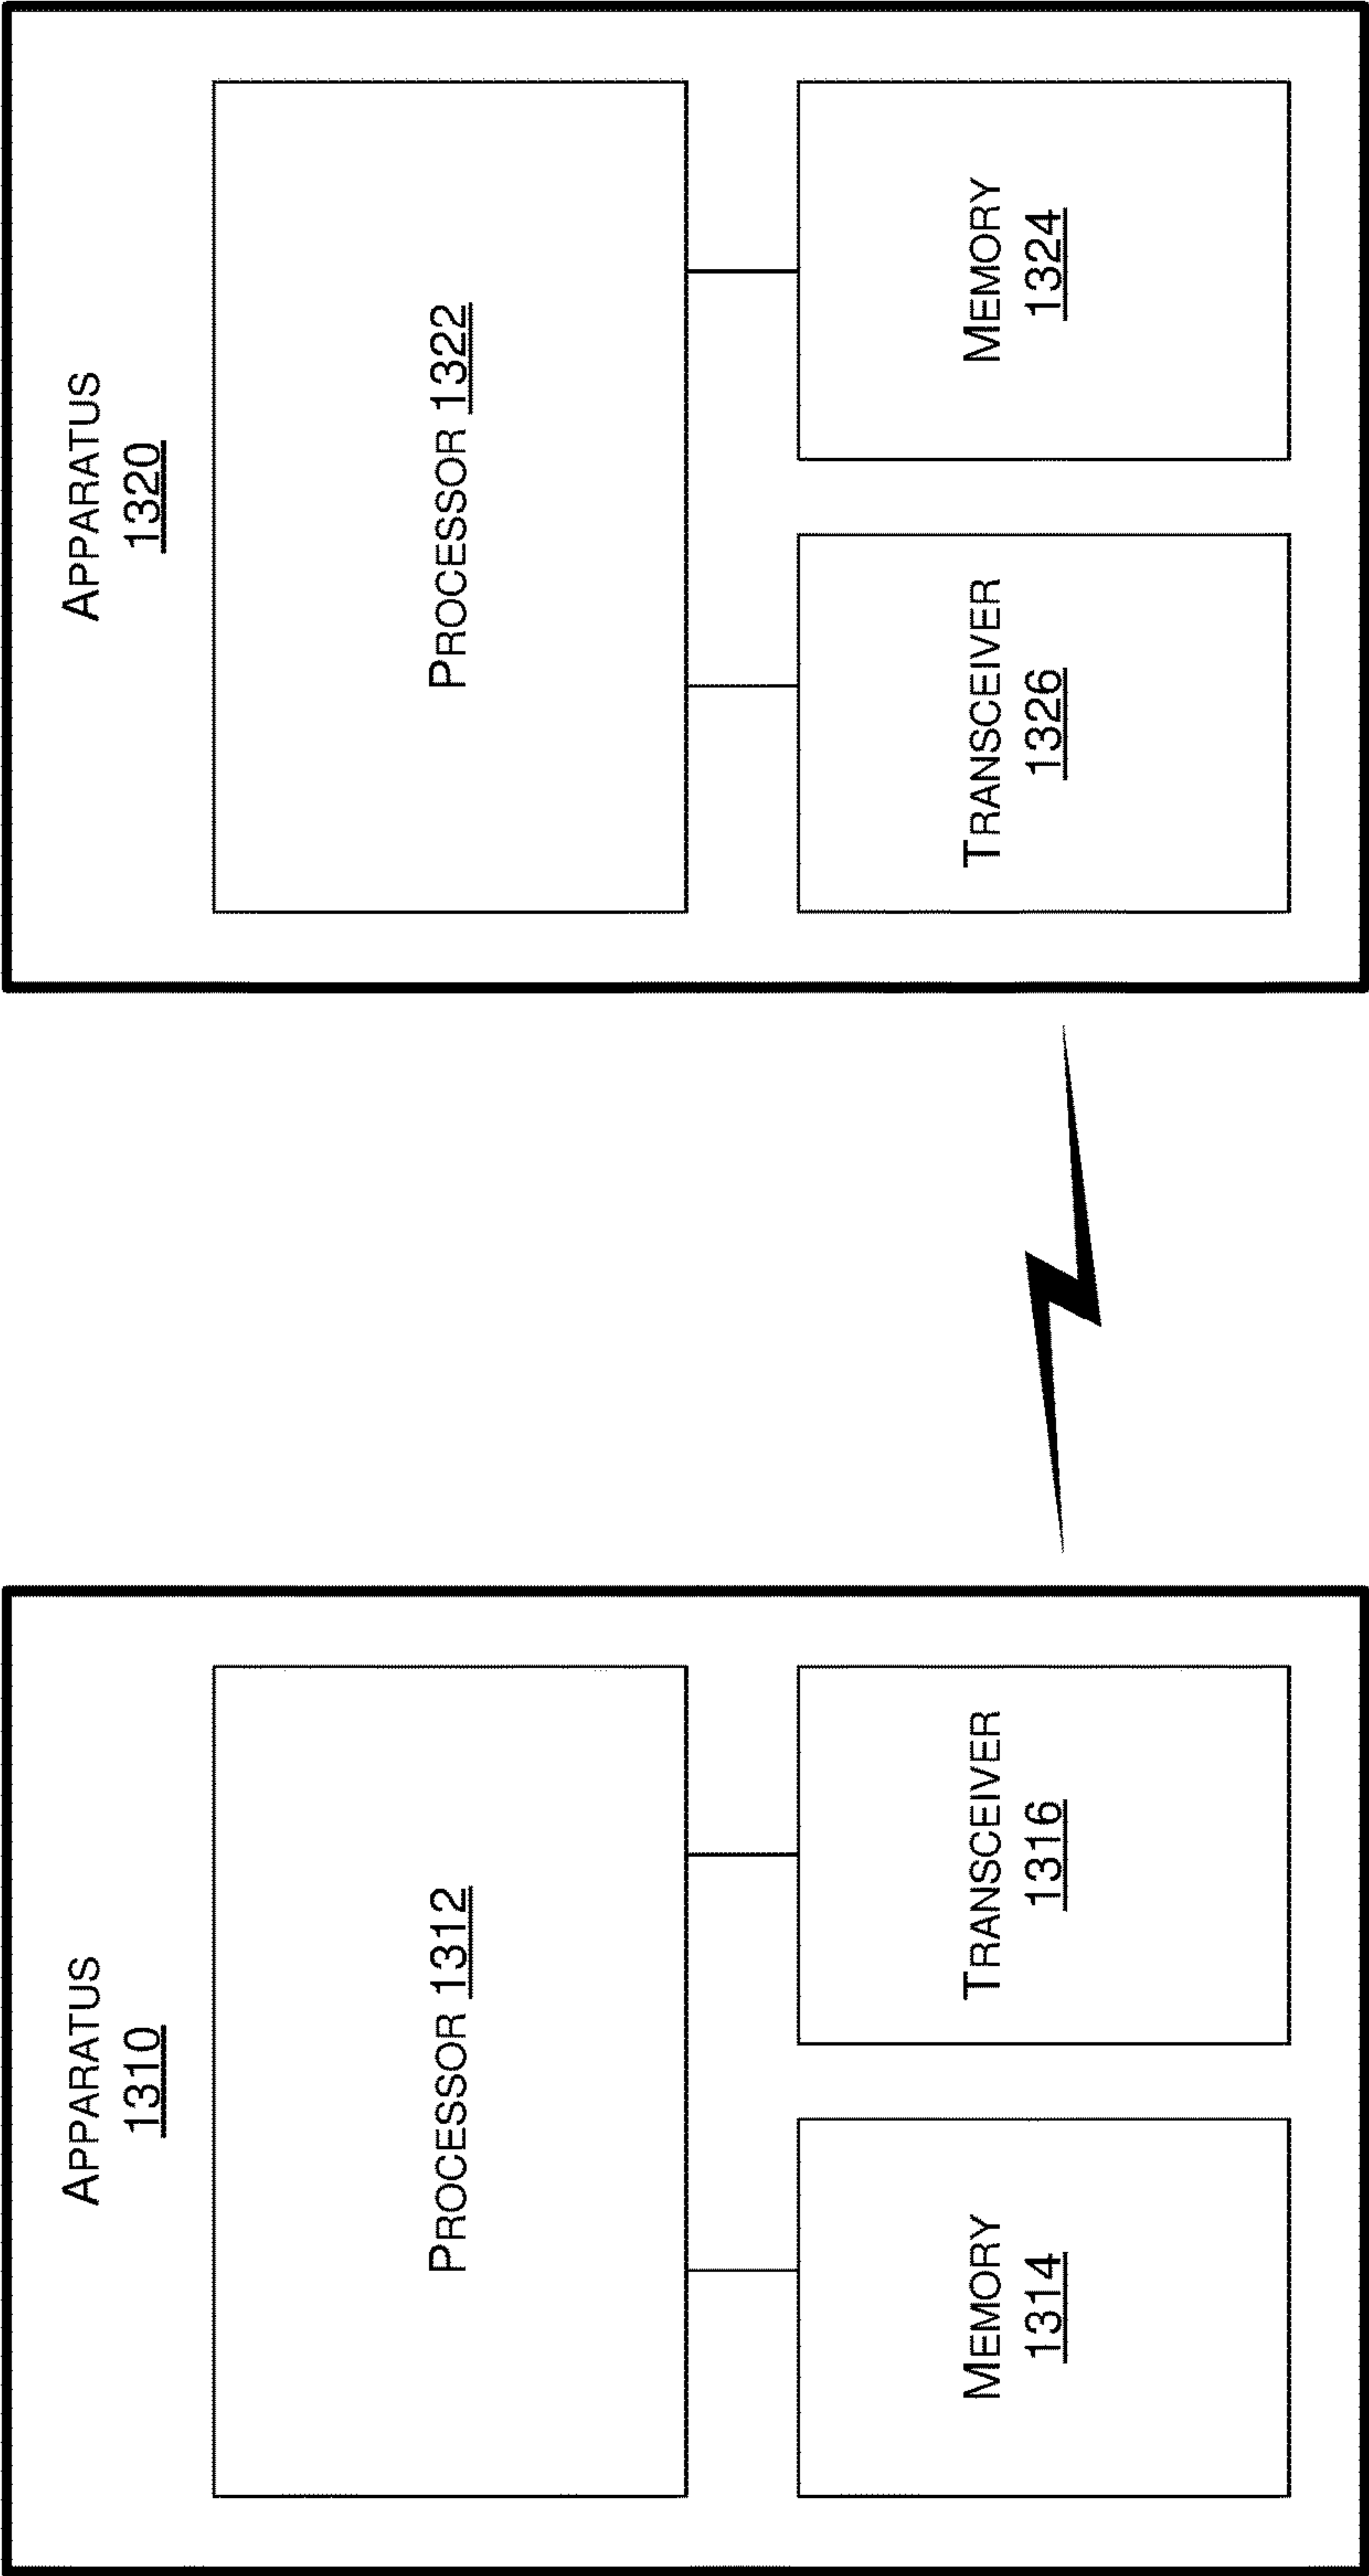 APPARATUS
1310
PROCESSOR 1312
MEMORY
1314
TRANSCEIVER
1316
APPARATUS
1320
PROCESSOR 1322
TRANSCEIVER
1326
MEMORY
1324